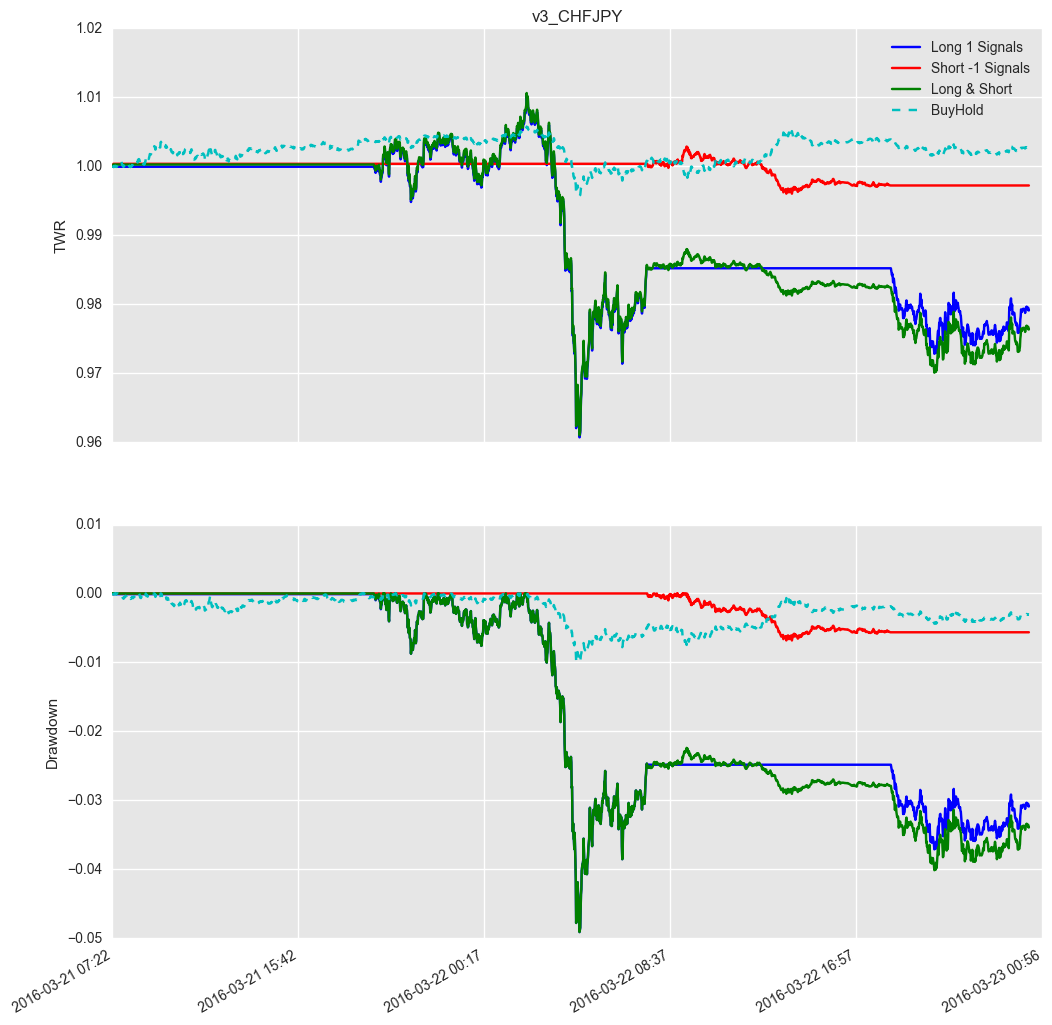 v3_CHFJPY
1.02
1.01
1.00
0.99
0.98
0.97
0.96
TWR
Long 1 Signals
Short -1 Signals
Long & Short
BuyHold
0.01
0.00
−0.01
−0.02
−0.03
−0.04
−0.05
Drawdown
2016-03-21 07:22
2016-03-21 15:42
2016-03-22 00:17
2016-03-22 08:37
2016-03-22 16:57
2016-03-23 00:56